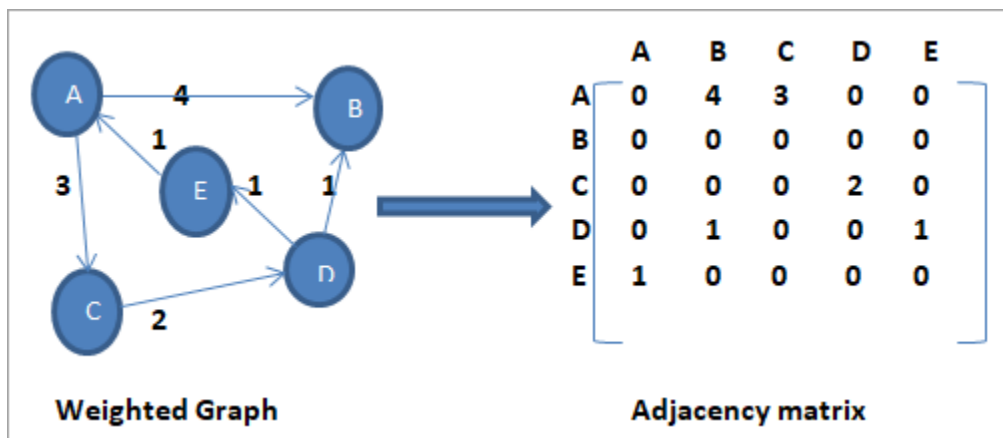 A B C D E
A 4 B
A 0 4 3 0 0
1
B 0 0 0 0 0
3 E 1 1
C 0 0 0 2 0
D 0 1 0 0 1
D
E 1 0 0 0 0
C
2
Weighted Graph
Adjacency matrix